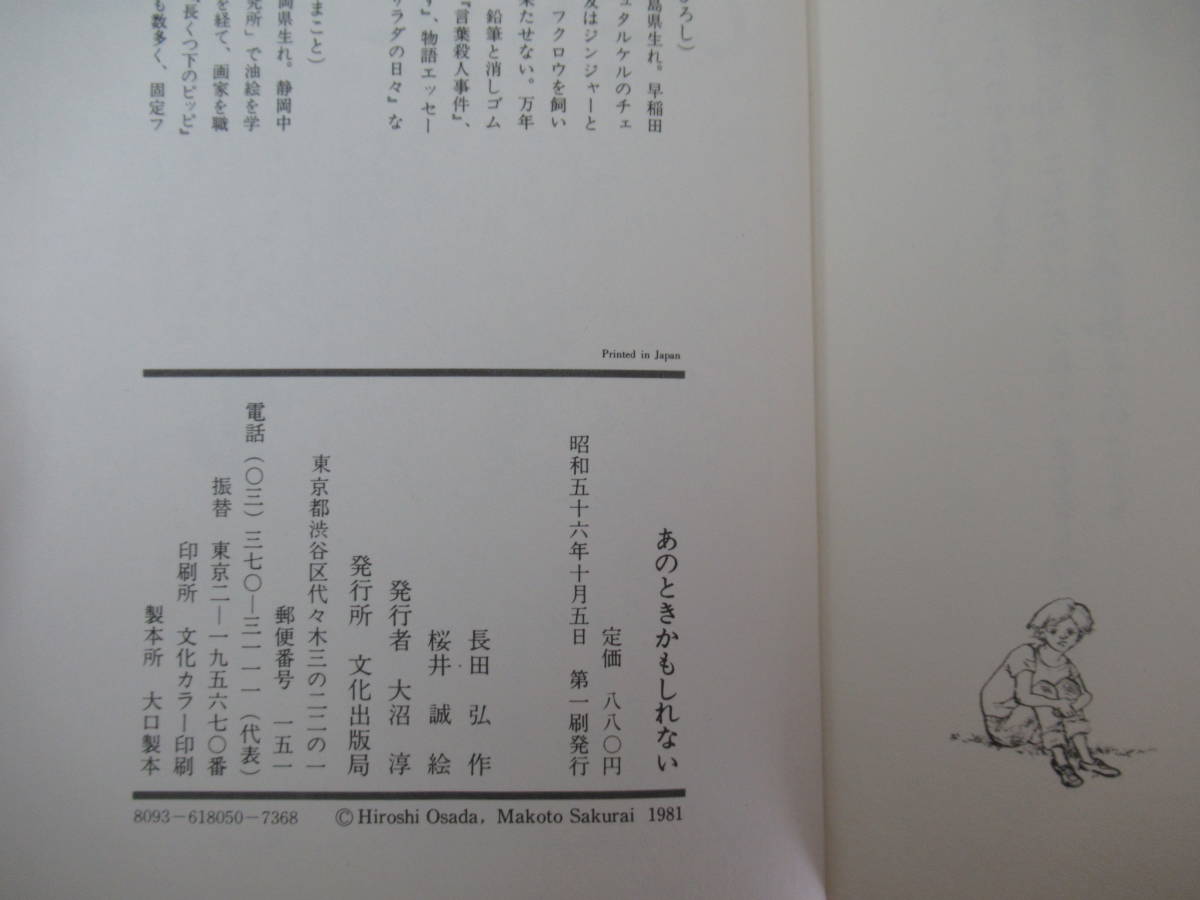 ひろし）
島県生れ。早稲田
ュタルケルのチェ
友はジンジャーと
フクロウを飼い
果たせない。万年
鉛筆と消しゴム
『言葉殺人事件』、
す』、物語エッセー
サラダの日々』な
まこと）
岡県生れ。静岡中
究所」で油絵を学
を経て、画家を職
『長くつ下のピッピ』
も数多く、固定フ
Printed in Japan
あのときかもしれない
定価　八八〇円
昭和五十六年十月五日　第一刷発行
長田　弘　作
桜井　誠　絵
発行者　大沼　淳
発行所　文化出版局
東京都渋谷区代々木三の二二の一
郵便番号　一五一
電話（〇三）三七〇―三一一一（代表）
振替　東京二―一九五六七〇番
印刷所　文化カラー印刷
製本所　大口製本
8093－618050－7368　© Hiroshi Osada, Makoto Sakurai 1981